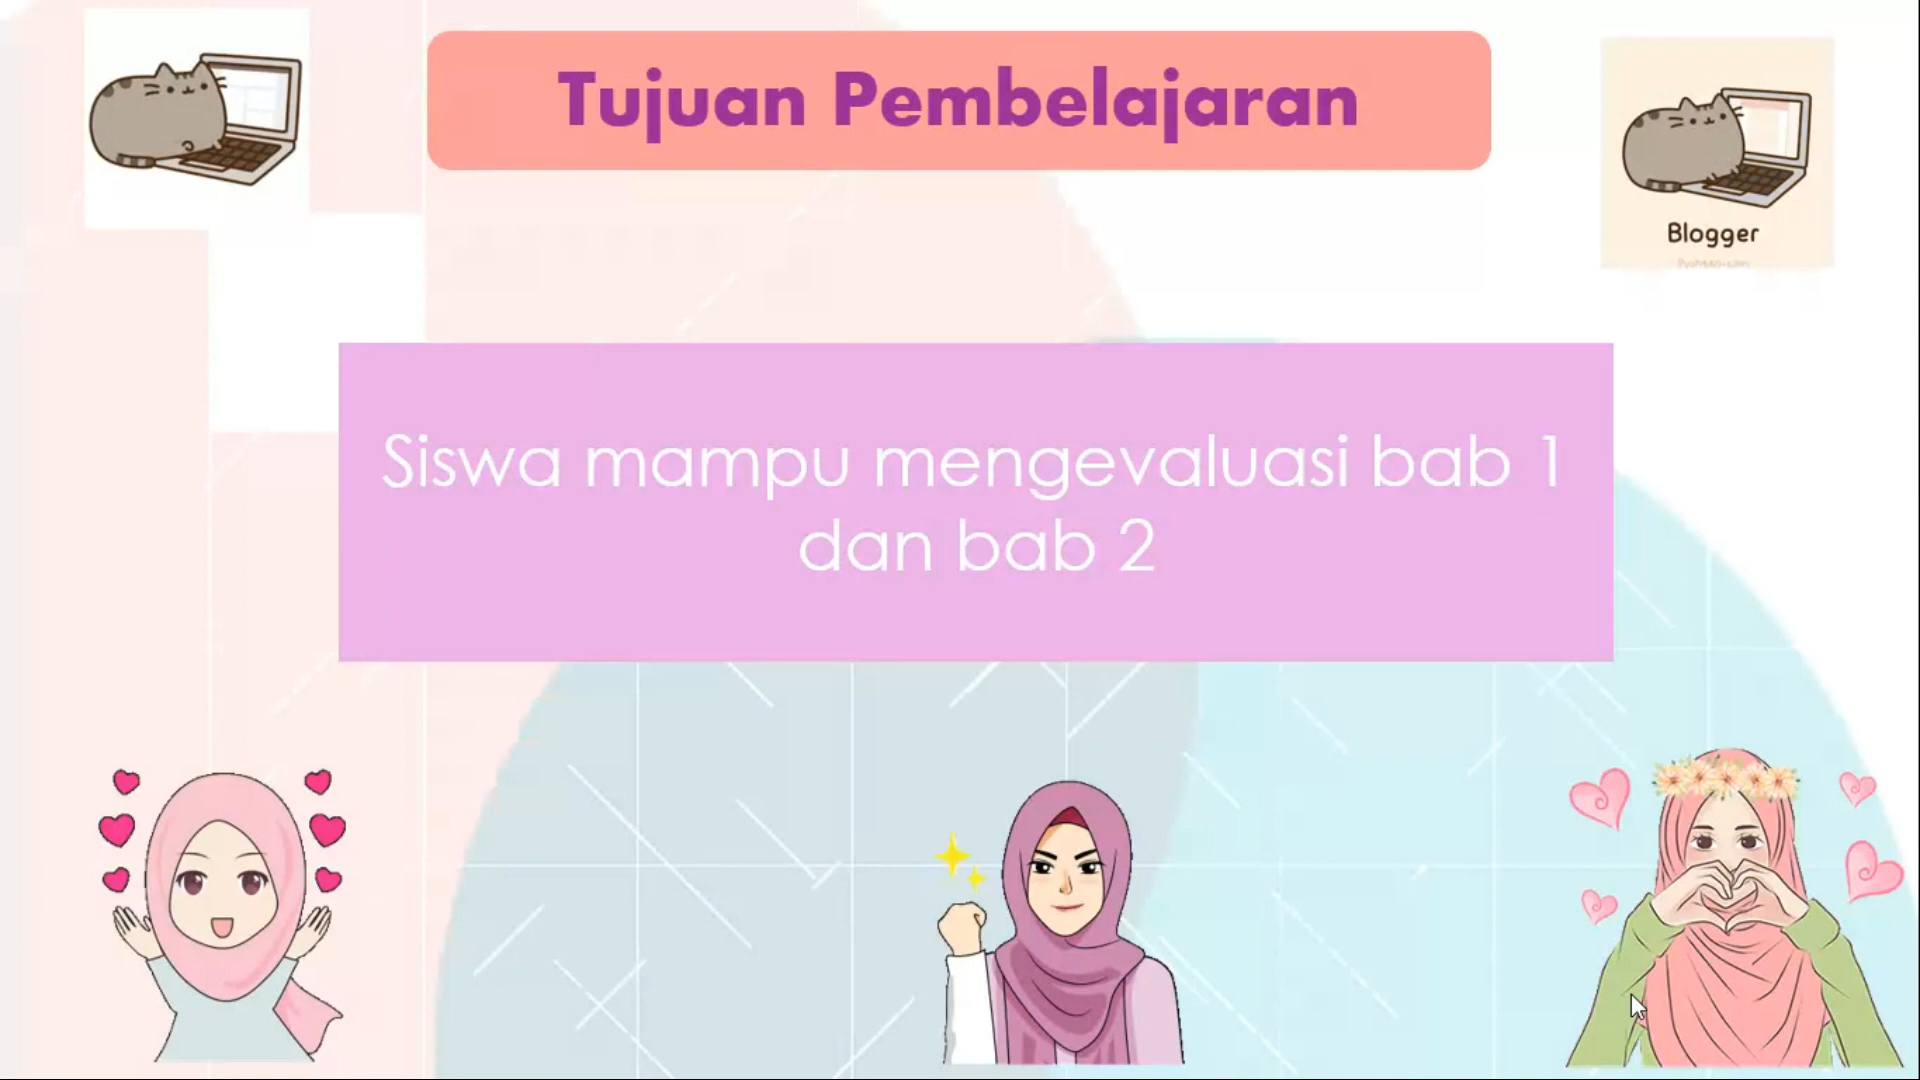 Tujuan Pembelajaran
Blogger
Siswa mampu mengevaluasi bab 1
dan bab 2